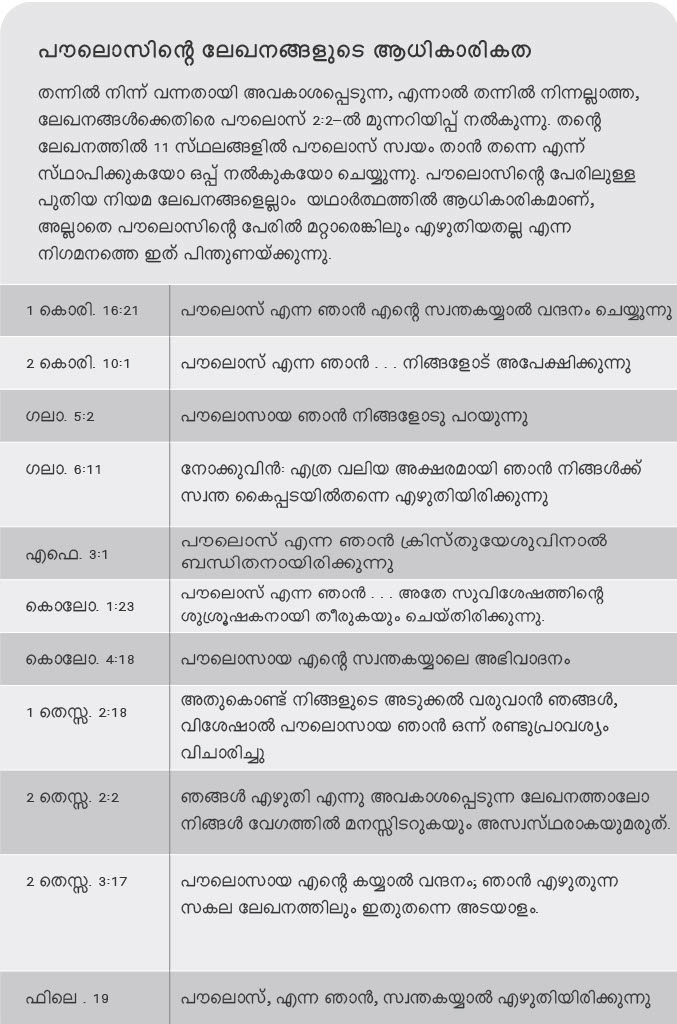 പൗലൊസിന്റെ ലേഖനങ്ങളുടെ ആധികാരികത
തന്നിൽ നിന്ന് വന്നതായി അവകാശപ്പെടുന്ന, എന്നാൽ തന്നിൽ നിന്നല്ലാത്ത,
ലേഖനങ്ങൾക്കെതിരെ പൗലൊസ് 2:2–ൽ മുന്നറിയിപ്പ് നൽകുന്നു. തന്റെ
ലേഖനത്തിൽ 11 സ്ഥലങ്ങളിൽ പൗലൊസ് സ്വയം താൻ തന്നെ എന്ന്
സ്ഥാപിക്കുകയോ ഒപ്പ് നൽകുകയോ ചെയ്യുന്നു. പൗലൊസിന്റെ പേരിലുള്ള
പുതിയ നിയമ ലേഖനങ്ങളെല്ലാം യഥാർത്ഥത്തിൽ ആധികാരികമാണ്,
അല്ലാതെ പൗലൊസിന്റെ പേരിൽ മറ്റാരെങ്കിലും എഴുതിയതല്ല എന്ന
നിഗമനത്തെ ഇത് പിന്തുണയ്ക്കുന്നു.
1 കൊരി. 16:21 പൗലൊസ് എന്ന ഞാൻ എന്റെ സ്വന്തകയ്യാൽ വന്ദനം ചെയ്യുന്നു
2 കൊരി. 10:1 പൗലൊസ് എന്ന ഞാൻ . . . നിങ്ങളോട് അപേക്ഷിക്കുന്നു
ഗലാ. 5:2 പൗലൊസായ ഞാൻ നിങ്ങളോടു പറയുന്നു
ഗലാ. 6:11 നോക്കുവിൻ: എത്ര വലിയ അക്ഷരമായി ഞാൻ നിങ്ങൾക്ക്
സ്വന്ത കൈപ്പടയിൽതന്നെ എഴുതിയിരിക്കുന്നു
എഫെ. 3:1 പൗലൊസ് എന്ന ഞാൻ ക്രിസ്തുയേശുവിനാൽ
ബന്ധിതനായിരിക്കുന്നു
കൊലോ. 1:23 പൗലൊസ് എന്ന ഞാൻ . . . അതേ സുവിശേഷത്തിന്റെ
ശുശ്രൂഷകനായി തീരുകയും ചെയ്തിരിക്കുന്നു.
കൊലോ. 4:18 പൗലൊസായ എന്റെ സ്വന്തകയ്യാലെ അഭിവാദനം
1 തെസ്സ. 2:18 അതുകൊണ്ട് നിങ്ങളുടെ അടുക്കൽ വരുവാൻ ഞങ്ങൾ,
വിശേഷാൽ പൗലൊസായ ഞാൻ ഒന്ന് രണ്ടുപ്രാവശ്യം
വിചാരിച്ചു
2 തെസ്സ. 2:2 ഞങ്ങൾ എഴുതി എന്നു അവകാശപ്പെടുന്ന ലേഖനത്താലോ
നിങ്ങൾ വേഗത്തിൽ മനസ്സിടറുകയും അസ്വസ്ഥരാകയുമരുത്.
2 തെസ്സ. 3:17 പൗലൊസായ എന്റെ കയ്യാൽ വന്ദനം; ഞാൻ എഴുതുന്ന
സകല ലേഖനത്തിലും ഇതുതന്നെ അടയാളം.
ഫിലെ . 19 പൗലൊസ്, എന്ന ഞാൻ, സ്വന്തകയ്യാൽ എഴുതിയിരിക്കുന്നു